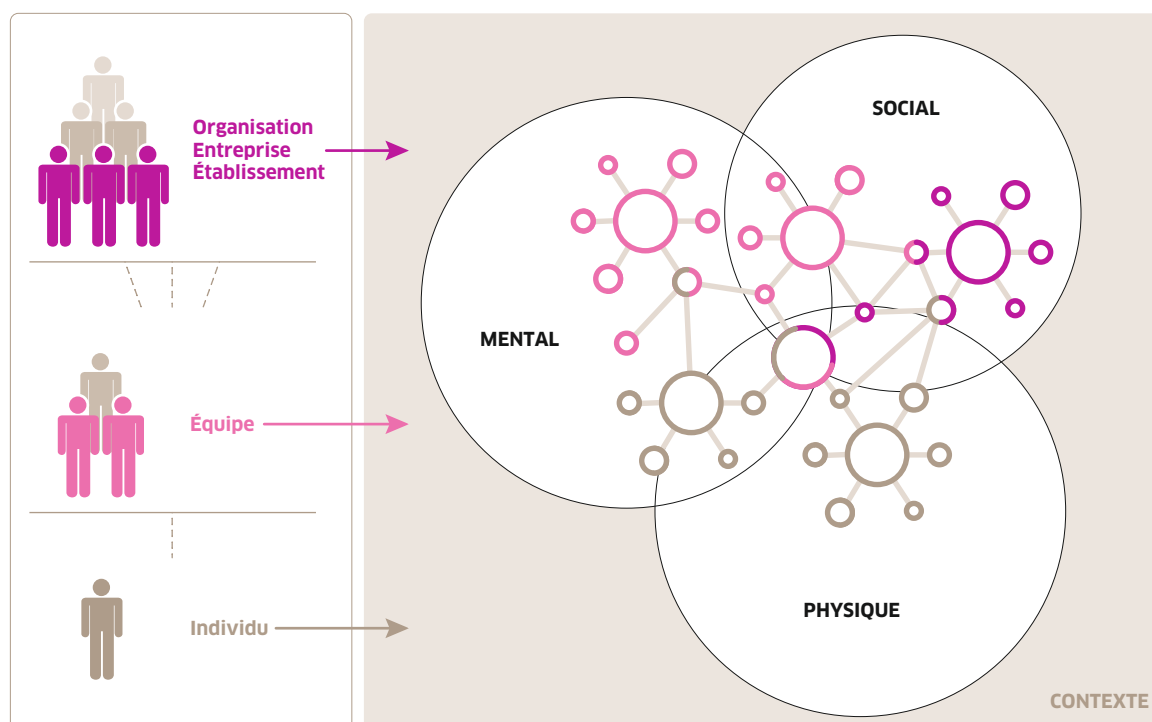 Organisation
Entreprise
Établissement
Équipe
Individu
SOCIAL
MENTAL
PHYSIQUE
CONTEXTE